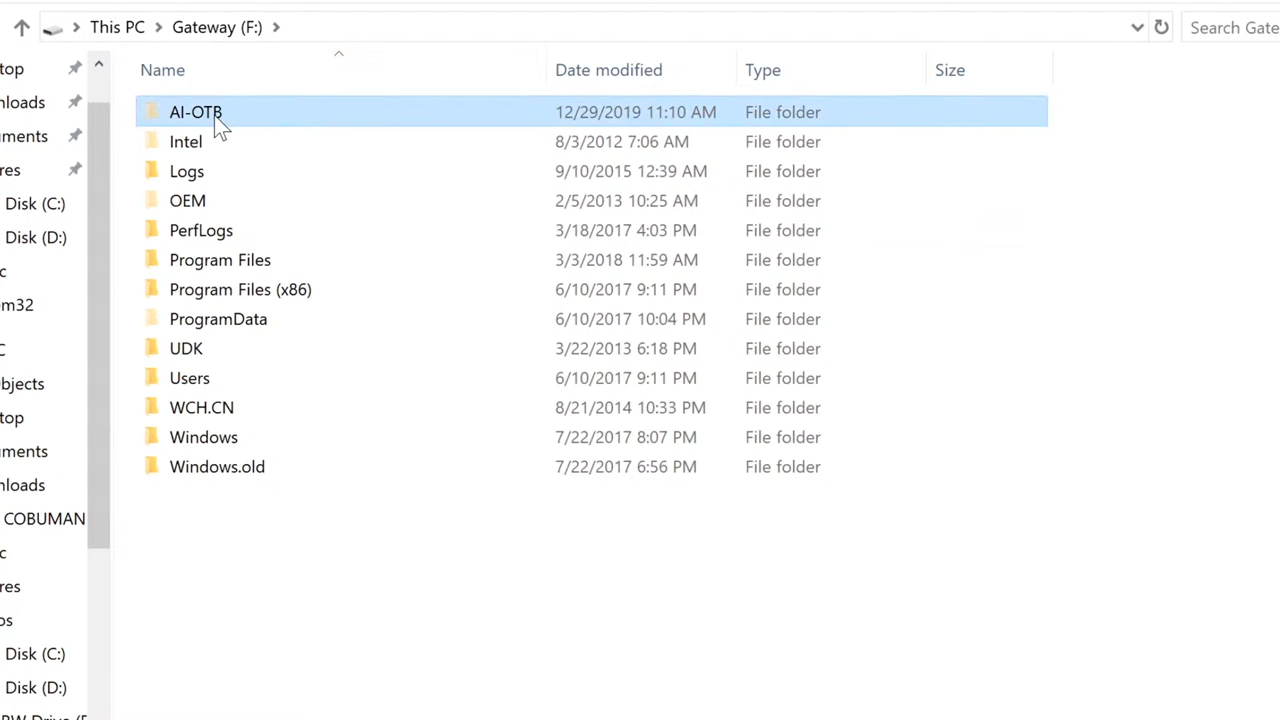 This PC Gateway (F:) Search Gate
Name Date modified Type Size
AI-OTB 12/29/2019 11:10 AM File folder
Intel 8/3/2012 7:06 AM File folder
Logs 9/10/2015 12:39 AM File folder
OEM 2/5/2013 10:25 AM File folder
PerfLogs 3/18/2017 4:03 PM File folder
Program Files 3/3/2018 11:59 AM File folder
Program Files (x86) 6/10/2017 9:11 PM File folder
ProgramData 6/10/2017 10:04 PM File folder
UDK 3/22/2013 6:18 PM File folder
Users 6/10/2017 9:11 PM File folder
WCH.CN 8/21/2014 10:33 PM File folder
Windows 7/22/2017 8:07 PM File folder
Windows.old 7/22/2017 6:56 PM File folder
top
nloads
uments
res
Disk (C:)
Disk (D:)
c
em32
C
bjects
top
uments
nloads
COBUMAN
c
res
os
Disk (C:)
Disk (D:)